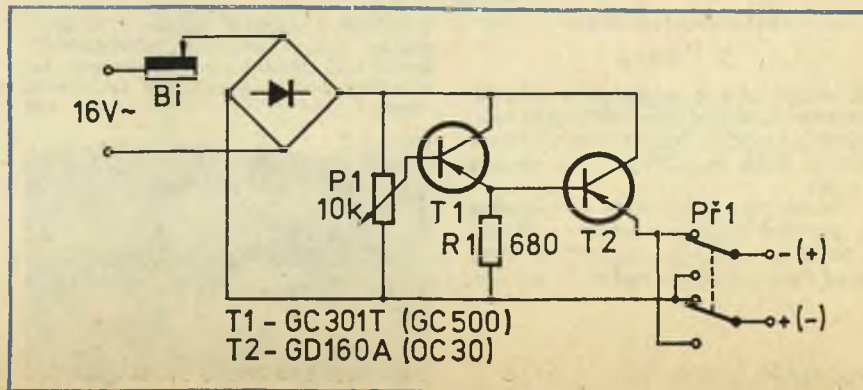 Bi
16V~
P1
10k
T1
R1 680
T2
Př1
-(+)
+(-)
T1-GC301T (GC500)
T2-GD160A (OC30)